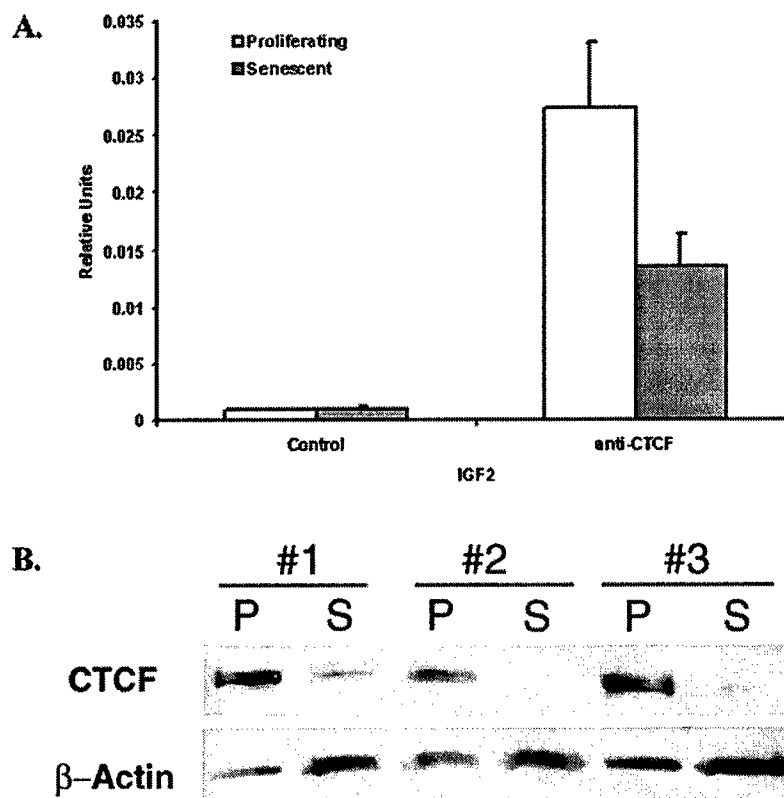 A.
0.035
0.03
0.025
0.02
0.015
0.01
0.005
0
Relative Units
Proliferating
Senescent
Control
anti-CTCF
IGF2
B.
#1 #2 #3
P S P S P S
CTCF
β-Actin